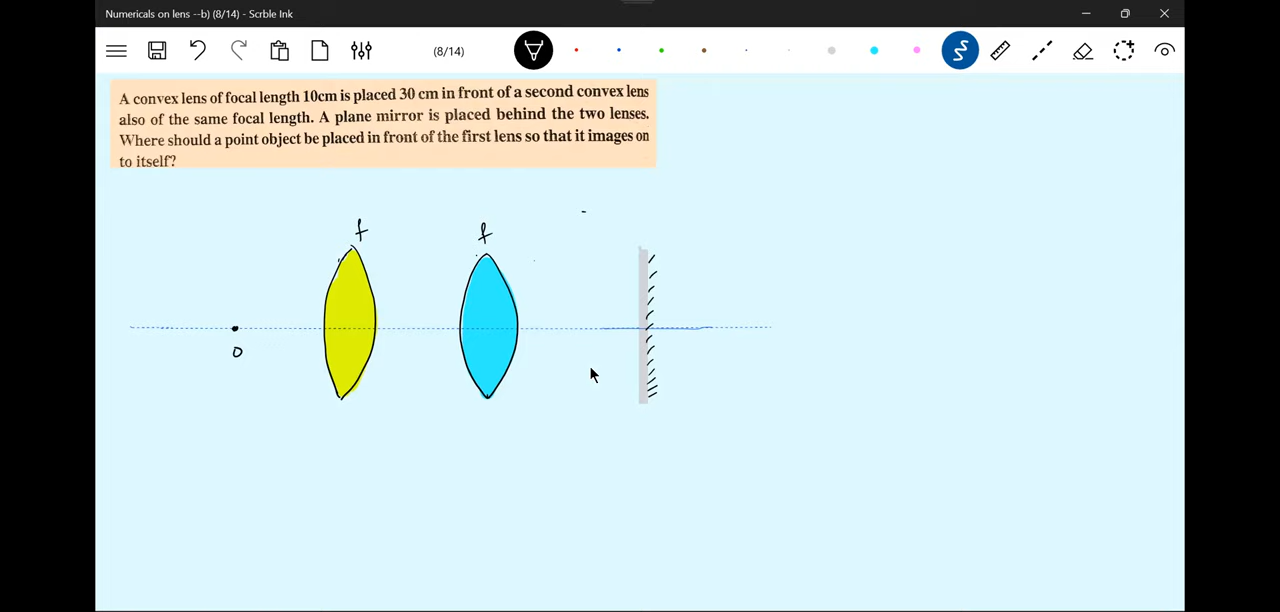 Numericals on lens --b) (8/14) - Scrble Ink
(8/14)
A convex lens of focal length 10cm is placed 30 cm in front of a second convex lens
also of the same focal length. A plane mirror is placed behind the two lenses.
Where should a point object be placed in front of the first lens so that it images on
to itself?
f f
O